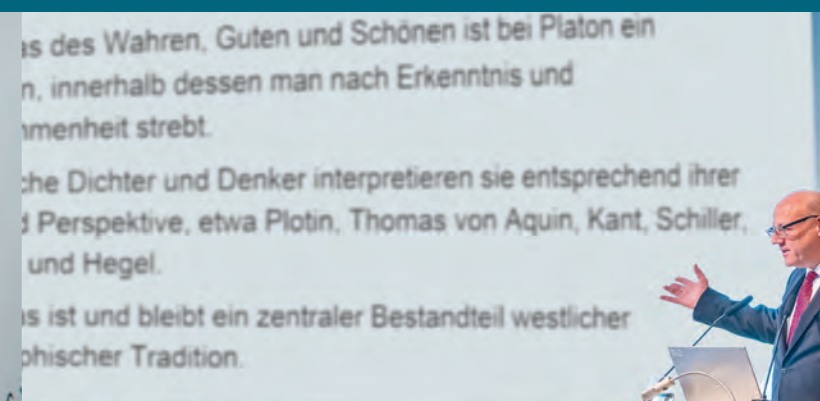 as des Wahren, Guten und Schönen ist bei Platon ein
n, innerhalb dessen man nach Erkenntnis und
mmenheit strebt.
che Dichter und Denker interpretieren sie entsprechend ihrer
d Perspektive, etwa Plotin, Thomas von Aquin, Kant, Schiller,
und Hegel.
as ist und bleibt ein zentraler Bestandteil westlicher
phischer Tradition.